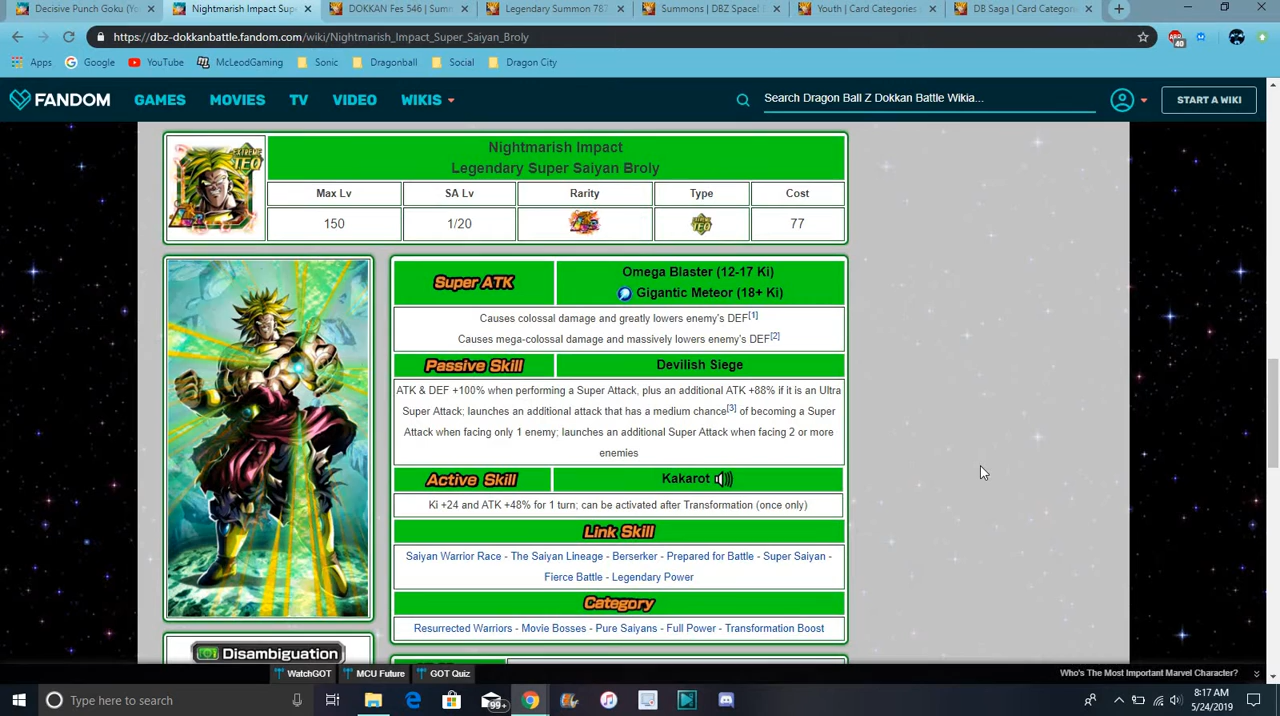 Decisive Punch Goku (Yo
Nightmarish Impact Supe
DOKKAN Fes 546 | Summ
Legendary Summon 787
Summons | DBZ Space!
Youth | Card Categories
DB Saga | Card Categorie
https://dbz-dokkanbattle.fandom.com/wiki/Nightmarish_Impact_Super_Saiyan_Broly
40
Apps Google YouTube McLeodGaming Sonic Dragonball Social Dragon City
FANDOM GAMES MOVIES TV VIDEO WIKIS Search Dragon Ball Z Dokkan Battle Wikia... START A WIKI
EXTREME
TEQ
Nightmarish Impact
Legendary Super Saiyan Broly
Max Lv SA Lv Rarity Type Cost
150 1/20 77
Super ATK
Omega Blaster (12-17 Ki)
Gigantic Meteor (18+ Ki)
Causes colossal damage and greatly lowers enemy's DEF[1]
Causes mega-colossal damage and massively lowers enemy's DEF[2]
Passive Skill Devilish Siege
ATK & DEF +100% when performing a Super Attack, plus an additional ATK +88% if it is an Ultra
Super Attack; launches an additional attack that has a medium chance[3] of becoming a Super
Attack when facing only 1 enemy; launches an additional Super Attack when facing 2 or more
enemies
Active Skill Kakarot
Ki +24 and ATK +48% for 1 turn; can be activated after Transformation (once only)
Link Skill
Saiyan Warrior Race - The Saiyan Lineage - Berserker - Prepared for Battle - Super Saiyan -
Fierce Battle - Legendary Power
Category
Resurrected Warriors - Movie Bosses - Pure Saiyans - Full Power - Transformation Boost
Disambiguation
WatchGOT MCU Future GOT Quiz Who's The Most Important Marvel Character?
Type here to search
99+
8:17 AM
5/24/2019